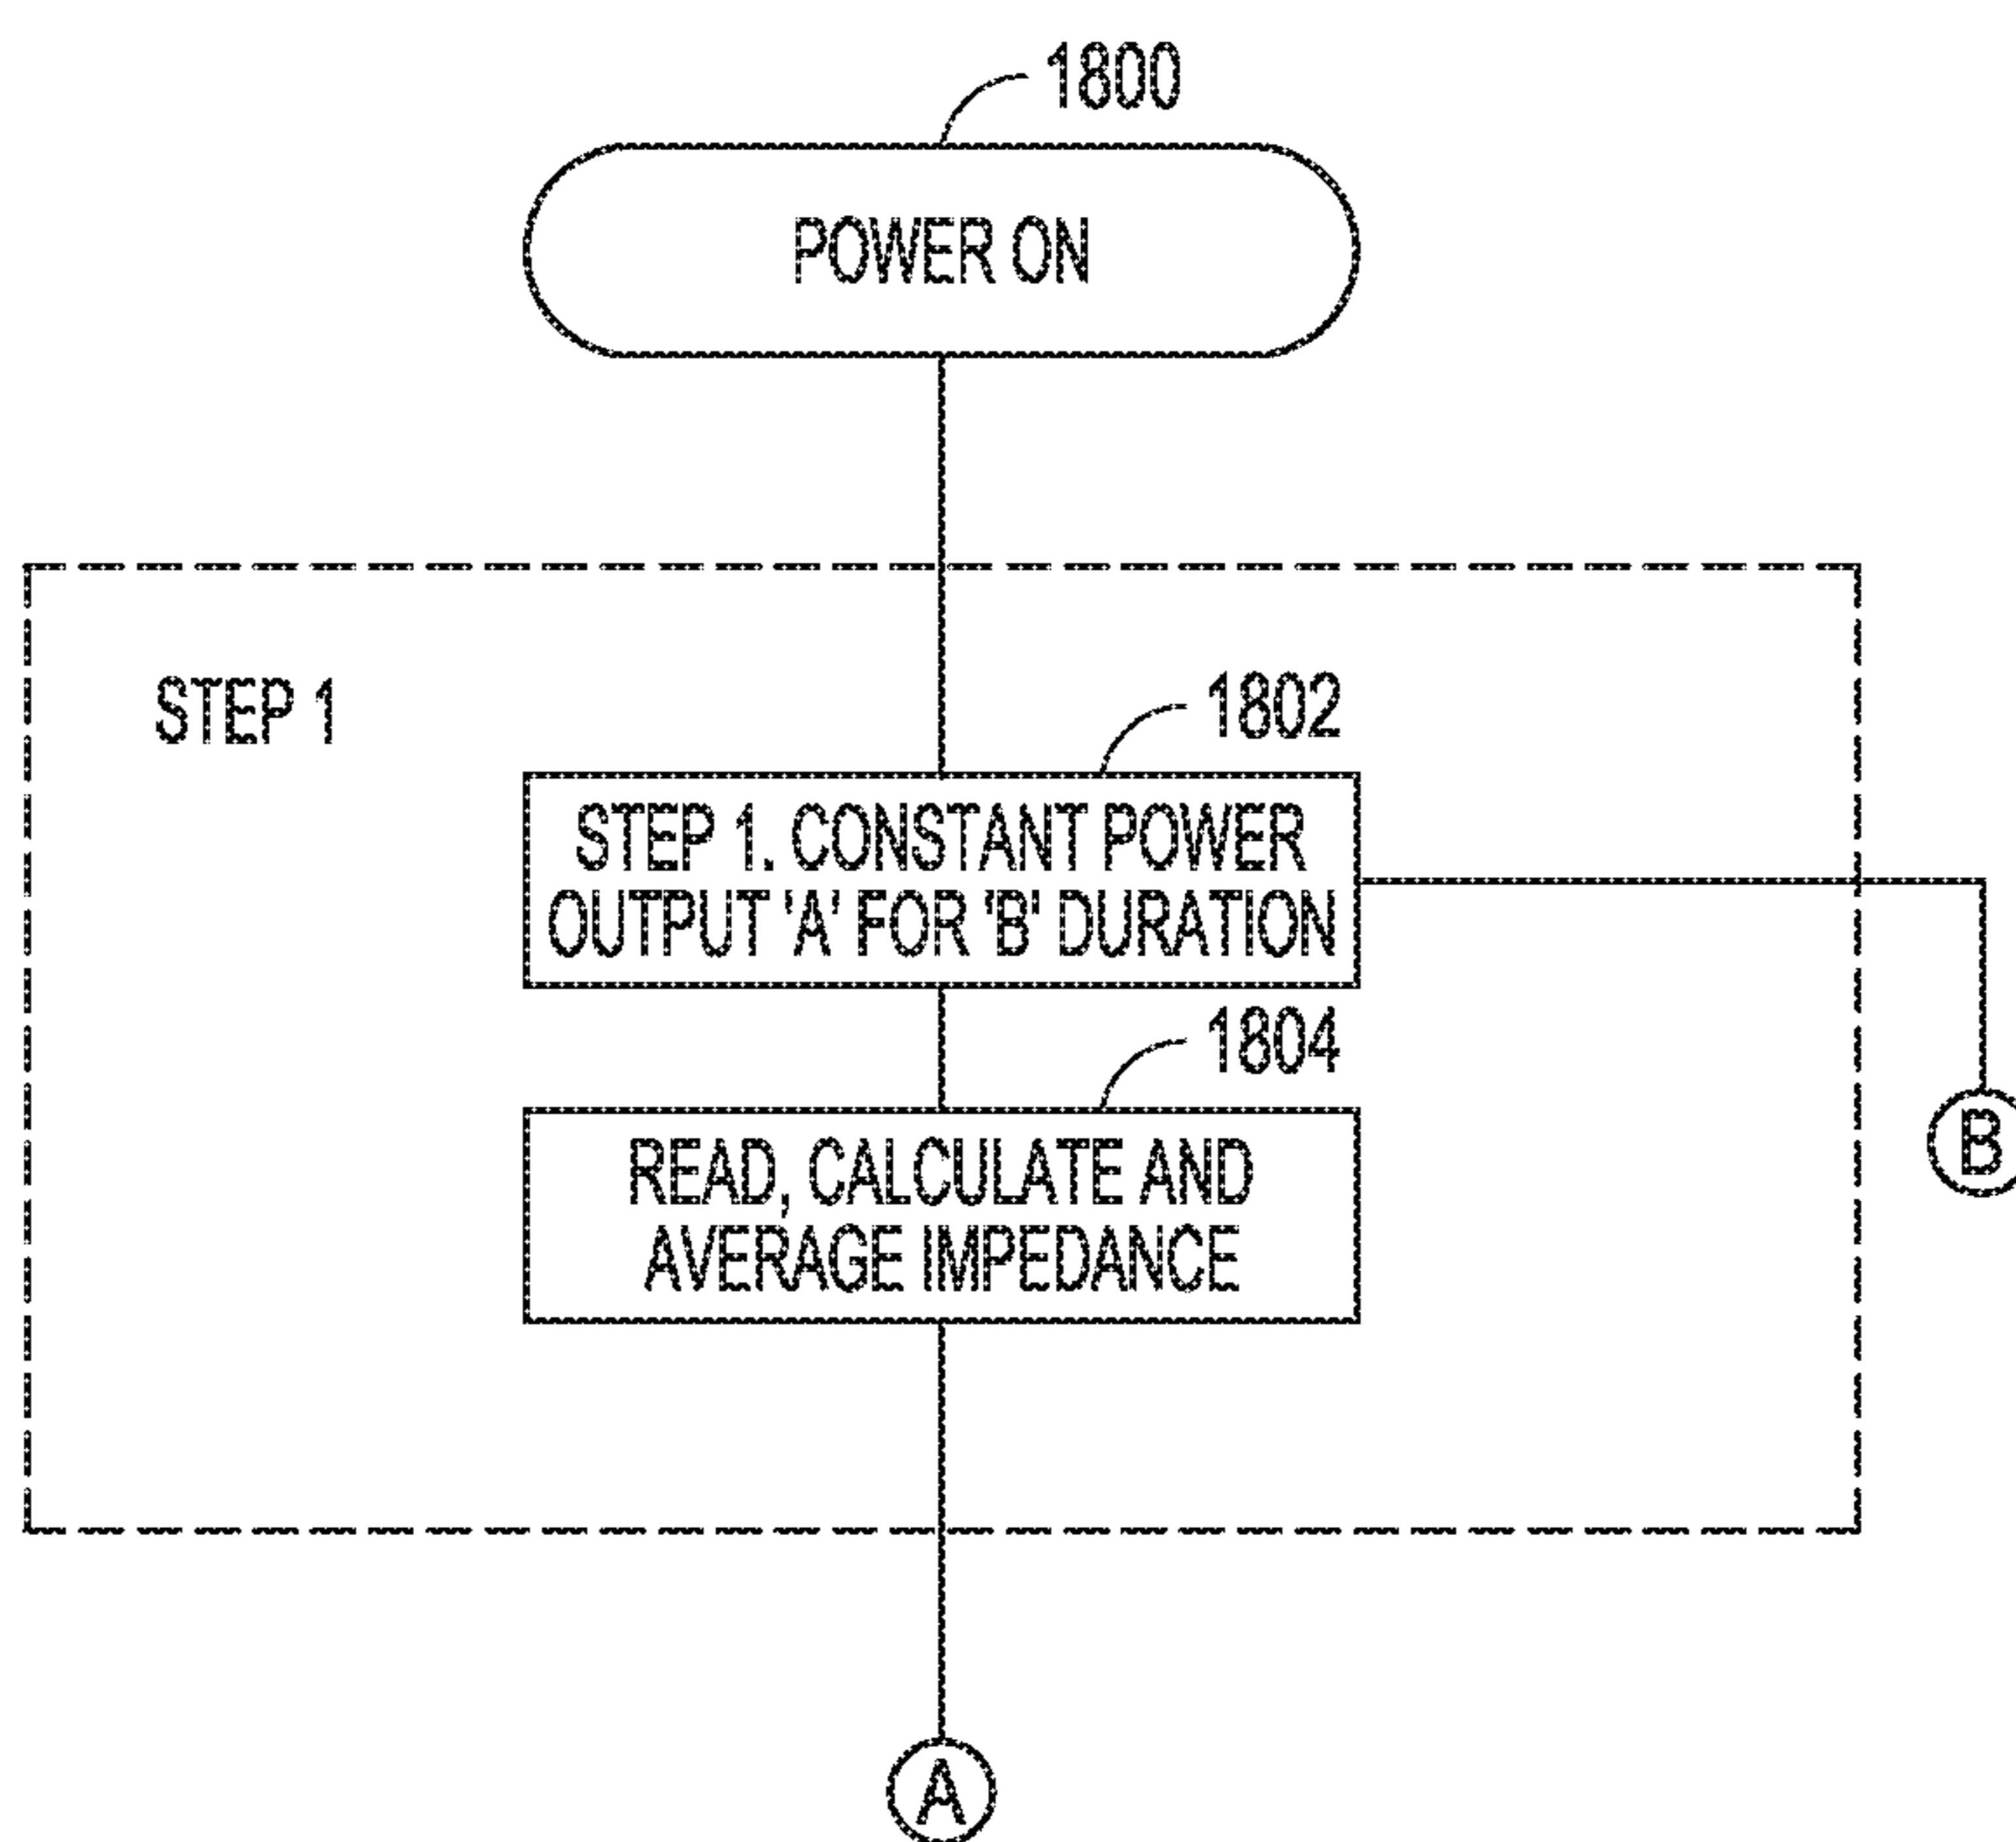 1800
POWER ON
STEP 1
1802
STEP 1. CONSTANT POWER
OUTPUT 'A' FOR 'B' DURATION
1804
READ, CALCULATE AND
AVERAGE IMPEDANCE
B
A